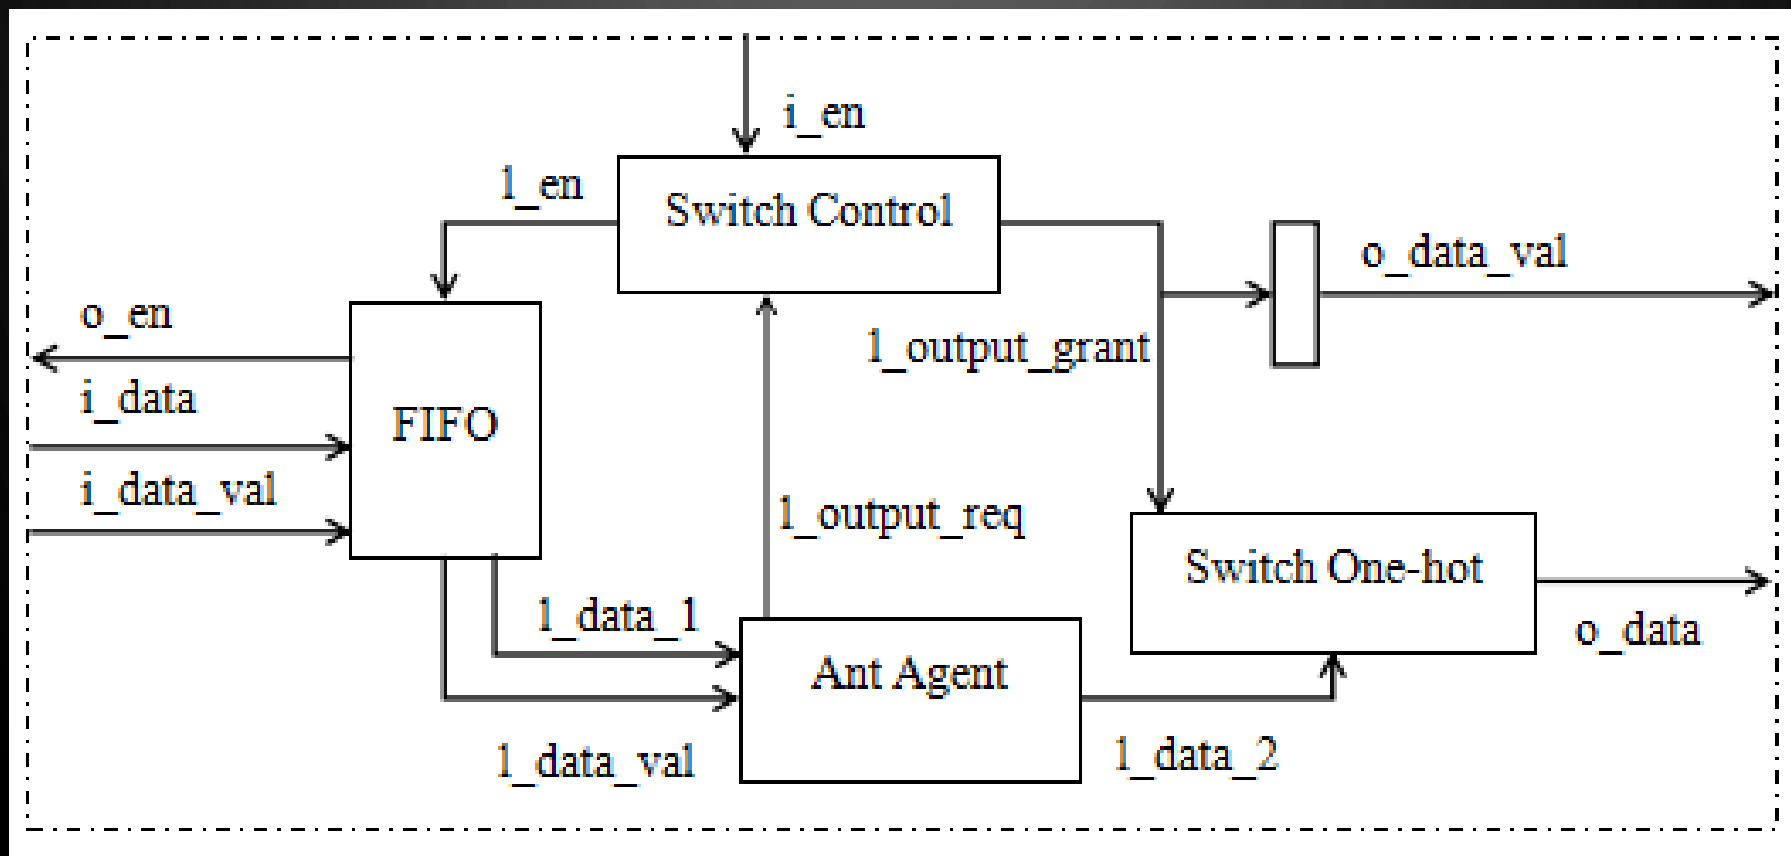 i_en
l_en
Switch Control
o_data_val
o_en
l_output_grant
i_data
FIFO
i_data_val
l_output_req
Switch One-hot
l_data_1
o_data
Ant Agent
l_data_val
l_data_2